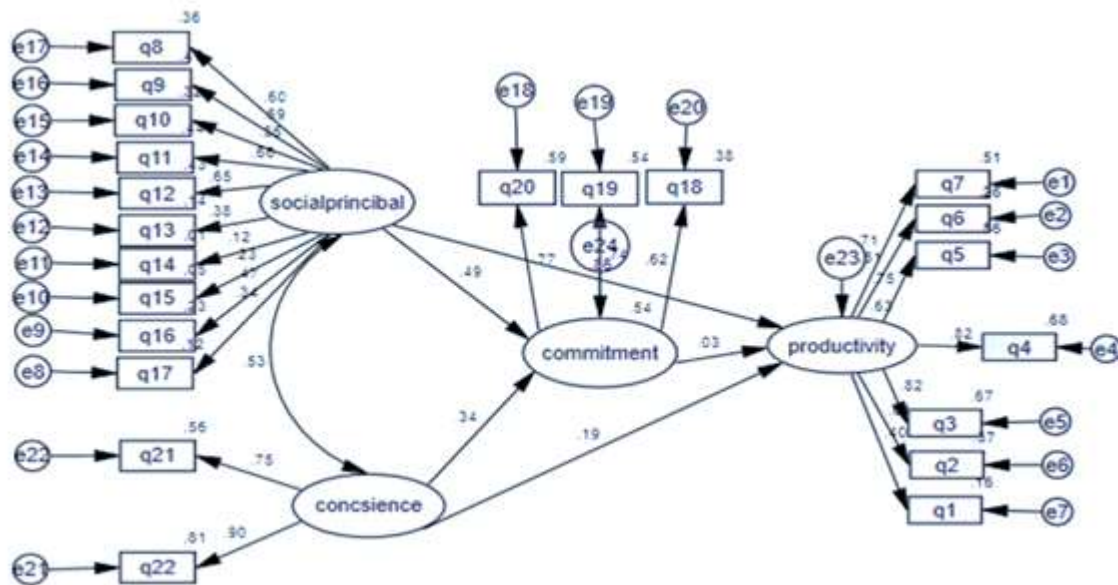 .36
e17 q8
e16 q9
e15 q10
e14 q11
e13 q12
e12 q13
e11 q14
e10 q15
e9 q16
e8 q17
.60
.66
.65
.38
.12
.23
.47
socialprincibal
e18 e19 e20
.59 .54 .38
q20 q19 q18
e24
.77 .62
.49 .54
commitment
.03
.53
.34
.19
.51
q7 e1
q6 e2
q5 e3
e23
.71
.75
.63
productivity
.82 .68
q4 e4
.82 .67
q3 e5
q2 e6
q1 e7
.56
e22 q21
.75
concsience
.81 .90
e21 q22